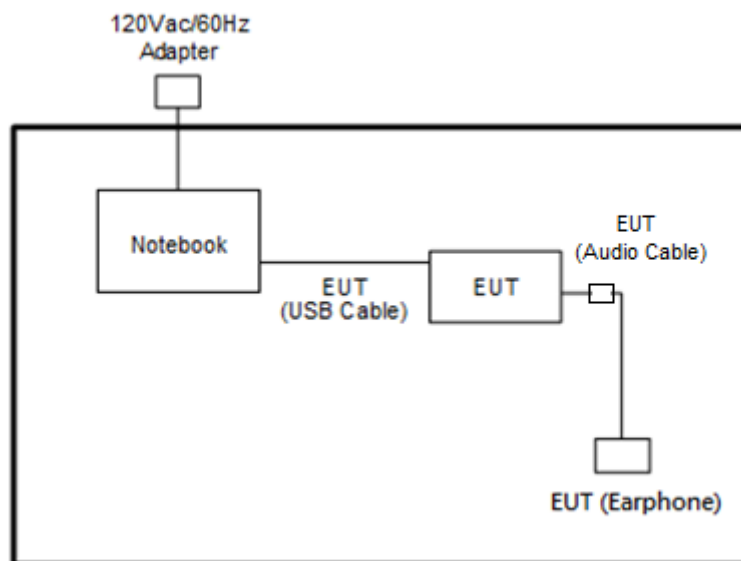 120Vac/60Hz
Adapter
Notebook
EUT
(USB Cable)
EUT
EUT
(Audio Cable)
EUT (Earphone)